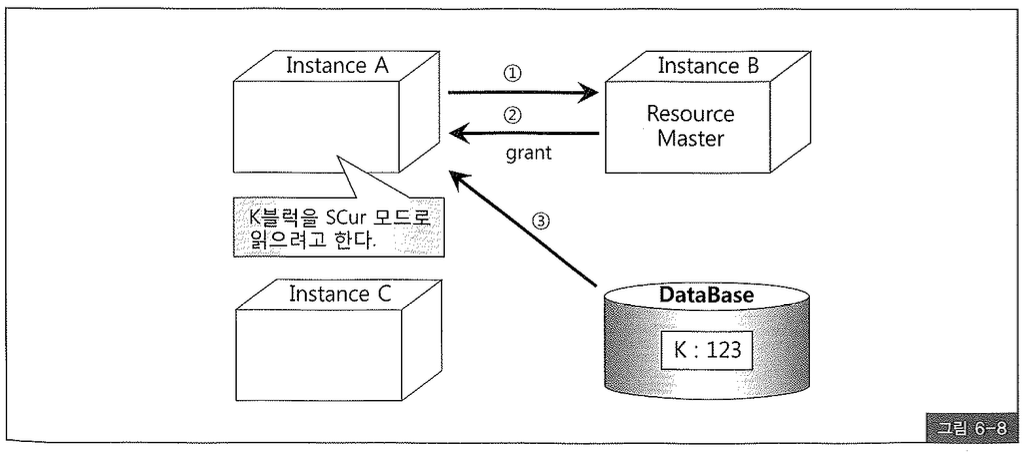 Instance A
①
Instance B
Resource
Master
②
grant
K블럭을 SCur 모드로
읽으려고 한다.
③
Instance C
DataBase
K : 123
그림 6-8